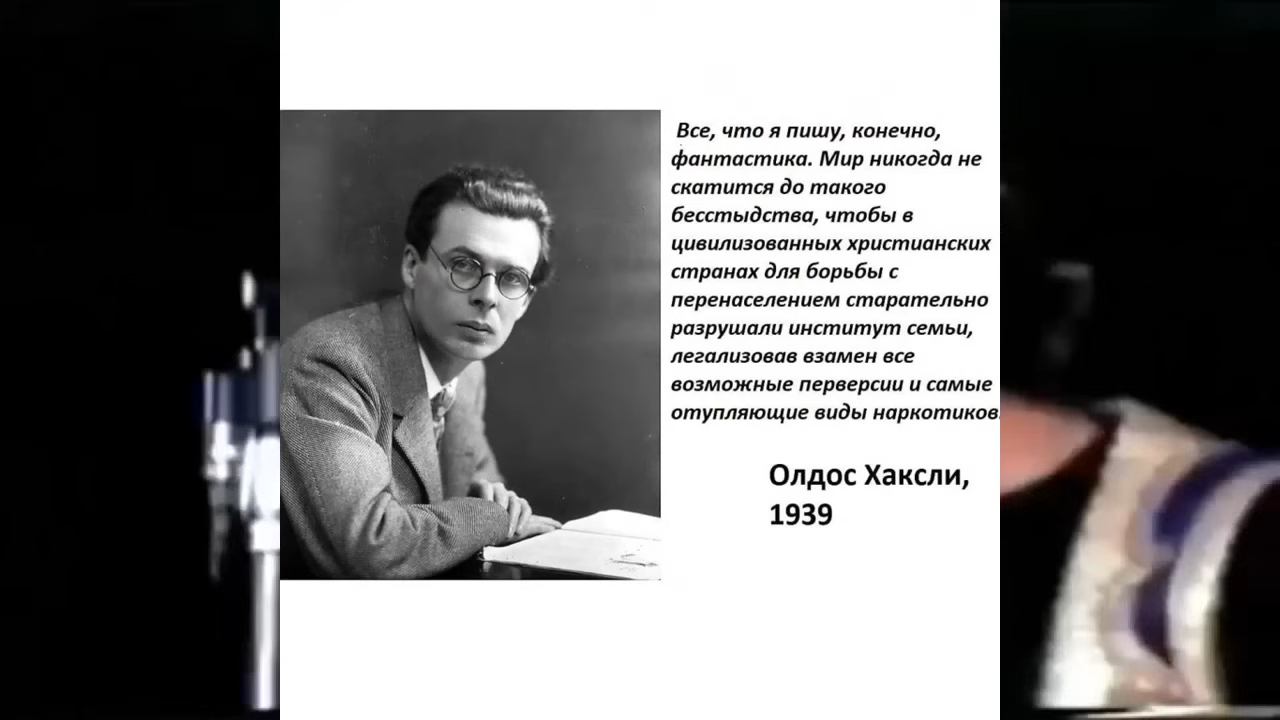 Все, что я пишу, конечно,
фантастика. Мир никогда не
скатится до такого
бесстыдства, чтобы в
цивилизованных христианских
странах для борьбы с
перенаселением старательно
разрушали институт семьи,
легализовав взамен все
возможные перверсии и самые
отупляющие виды наркотиков.
Олдос Хаксли,
1939